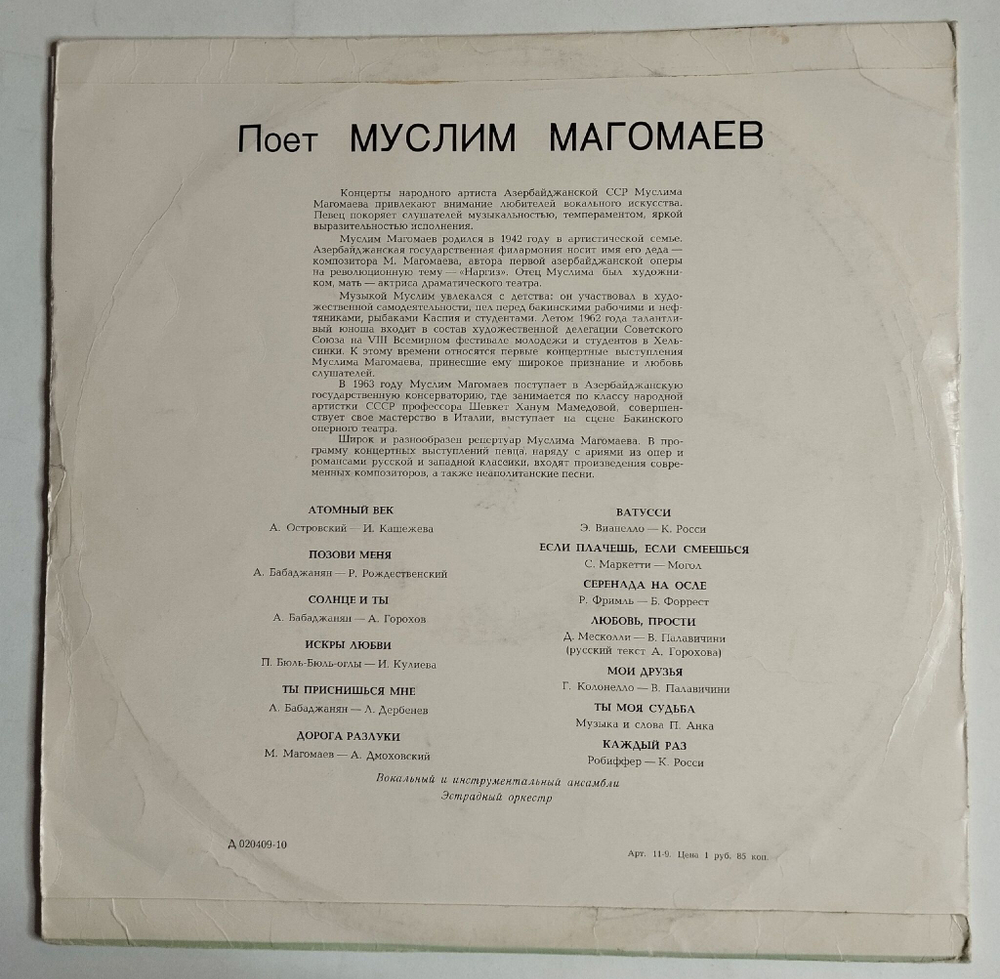 Поет МУСЛИМ МАГОМАЕВ
Концерты народного артиста Азербайджанской ССР Муслима
Магомаева привлекают внимание любителей вокального искусства.
Певец покоряет слушателей музыкальностью, темпераментом, яркой
выразительностью исполнения.
Муслим Магомаев родился в 1942 году в артистической семье.
Азербайджанская государственная филармония носит имя его деда —
композитора М. Магомаева, автора первой азербайджанской оперы
на революционную тему — «Наргиз». Отец Муслима был художни-
ком, мать — актриса драматического театра.
Музыкой Муслим увлекался с детства: он участвовал в худо-
жественной самодеятельности, пел перед бакинскими рабочими и неф-
тяниками, рыбаками Каспия и студентами. Летом 1962 года талантли-
вый юноша входит в состав художественной делегации Советского
Союза на VIII Всемирном фестивале молодежи и студентов в Хель-
синки. К этому времени относятся первые концертные выступления
Муслима Магомаева, принесшие ему широкое признание и любовь
слушателей.
В 1963 году Муслим Магомаев поступает в Азербайджанскую
государственную консерваторию, где занимается по классу народной
артистки СССР профессора Шевкет Ханум Мамедовой, совершен-
ствует свое мастерство в Италии, выступает на сцене Бакинского
оперного театра.
Широк и разнообразен репертуар Муслима Магомаева. В про-
грамму концертных выступлений певца, наряду с ариями из опер и
романсами русской и западной классики, входят произведения совре-
менных композиторов, а также неаполитанские песни.
АТОМНЫЙ ВЕК
А. Островский — И. Кашежева
ПОЗОВИ МЕНЯ
А. Бабаджанян — Р. Рождественский
СОЛНЦЕ И ТЫ
А. Бабаджанян — А. Горохов
ИСКРЫ ЛЮБВИ
П. Бюль-Бюль-оглы — И. Кулиева
ТЫ ПРИСНИШЬСЯ МНЕ
А. Бабаджанян — Л. Дербенев
ДОРОГА РАЗЛУКИ
М. Магомаев — А. Дмоховский
ВАТУССИ
Э. Вианелло — К. Росси
ЕСЛИ ПЛАЧЕШЬ, ЕСЛИ СМЕЕШЬСЯ
С. Маркетти — Могол
СЕРЕНАДА НА ОСЛЕ
Р. Фримль — Б. Форрест
ЛЮБОВЬ, ПРОСТИ
Д. Месколли — В. Палавичини
(русский текст А. Горохова)
МОИ ДРУЗЬЯ
Г. Колонелло — В. Палавичини
ТЫ МОЯ СУДЬБА
Музыка и слова П. Анка
КАЖДЫЙ РАЗ
Робиффер — К. Росси
Вокальный и инструментальный ансамбли
Эстрадный оркестр
Д 020409-10
Арт. 11-9. Цена 1 руб. 85 коп.